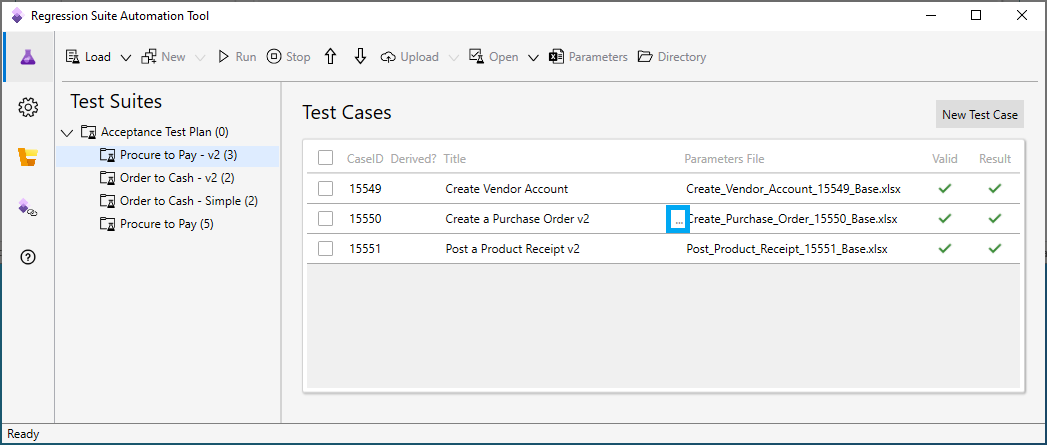 Regression Suite Automation Tool
Load New Run Stop Upload Open Parameters Directory
Test Suites
Acceptance Test Plan (0)
Procure to Pay - v2 (3)
Order to Cash - v2 (2)
Order to Cash - Simple (2)
Procure to Pay (5)
Test Cases
New Test Case
CaseID Derived? Title Parameters File Valid Result
15549 Create Vendor Account Create_Vendor_Account_15549_Base.xlsx
15550 Create a Purchase Order v2 ... Create_Purchase_Order_15550_Base.xlsx
15551 Post a Product Receipt v2 Post_Product_Receipt_15551_Base.xlsx
Ready